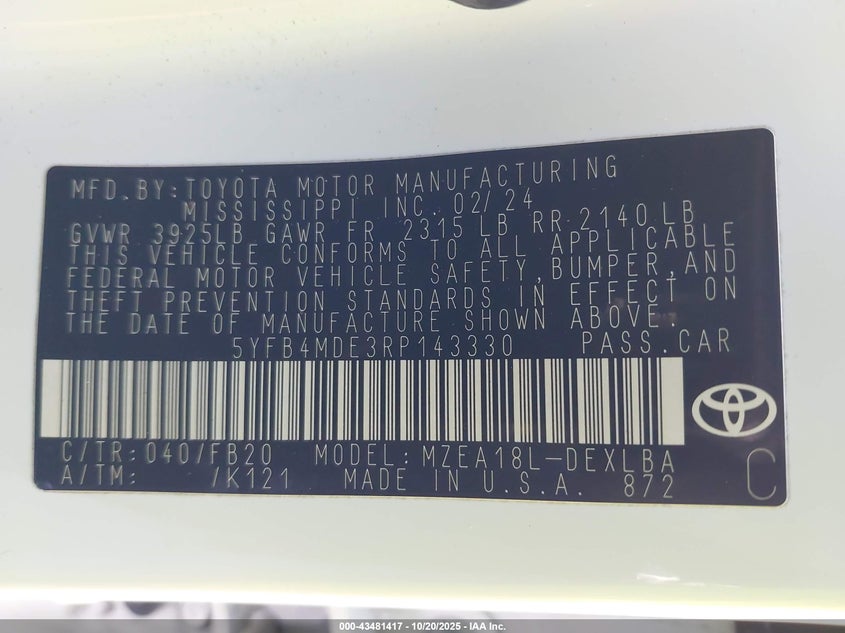 MFD.BY:TOYOTA MOTOR MANUFACTURING
MISSISSIPPI INC. 02/24
GVWR 3925LB GAWR FR 2315 LB RR 2140 LB
THIS VEHICLE CONFORMS TO ALL APPLICABLE
FEDERAL MOTOR VEHICLE SAFETY, BUMPER, AND
THEFT PREVENTION STANDARDS IN EFFECT ON
THE DATE OF MANUFACTURE SHOWN ABOVE.
5YFB4MDE3RP143330 PASS.CAR
C/TR: 040/FB20 MODEL: MZEA18L-DEXLBA
A/TM: /K121 MADE IN U.S.A. 872 C
000-43481417 - 10/20/2025 - IAA Inc.